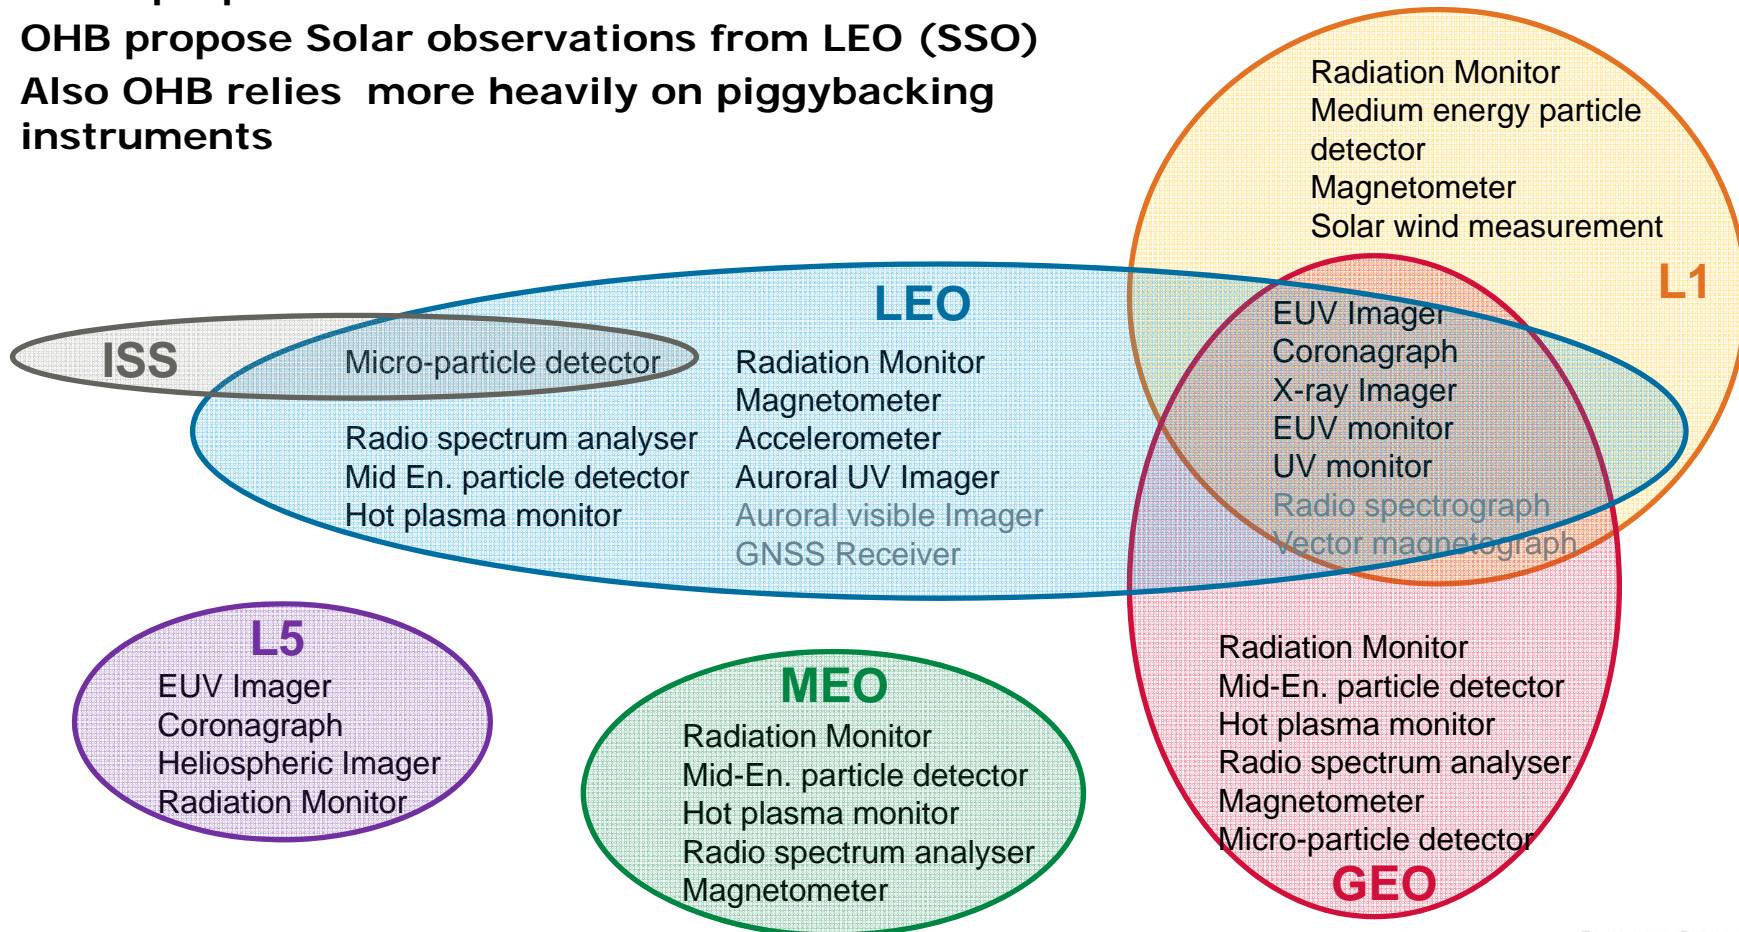 OHB propose Solar observations from LEO (SSO)
Also OHB relies more heavily on piggybacking
instruments
Radiation Monitor
Medium energy particle
detector
Magnetometer
Solar wind measurement
L1
LEO
ISS
Micro-particle detector
Radio spectrum analyser
Mid En. particle detector
Hot plasma monitor
Radiation Monitor
Magnetometer
Accelerometer
Auroral UV Imager
Auroral visible Imager
GNSS Receiver
EUV Imager
Coronagraph
X-ray Imager
EUV monitor
UV monitor
Radio spectrograph
Vector magnetograph
L5
EUV Imager
Coronagraph
Heliospheric Imager
Radiation Monitor
MEO
Radiation Monitor
Mid-En. particle detector
Hot plasma monitor
Radio spectrum analyser
Magnetometer
Radiation Monitor
Mid-En. particle detector
Hot plasma monitor
Radio spectrum analyser
Magnetometer
Micro-particle detector
GEO